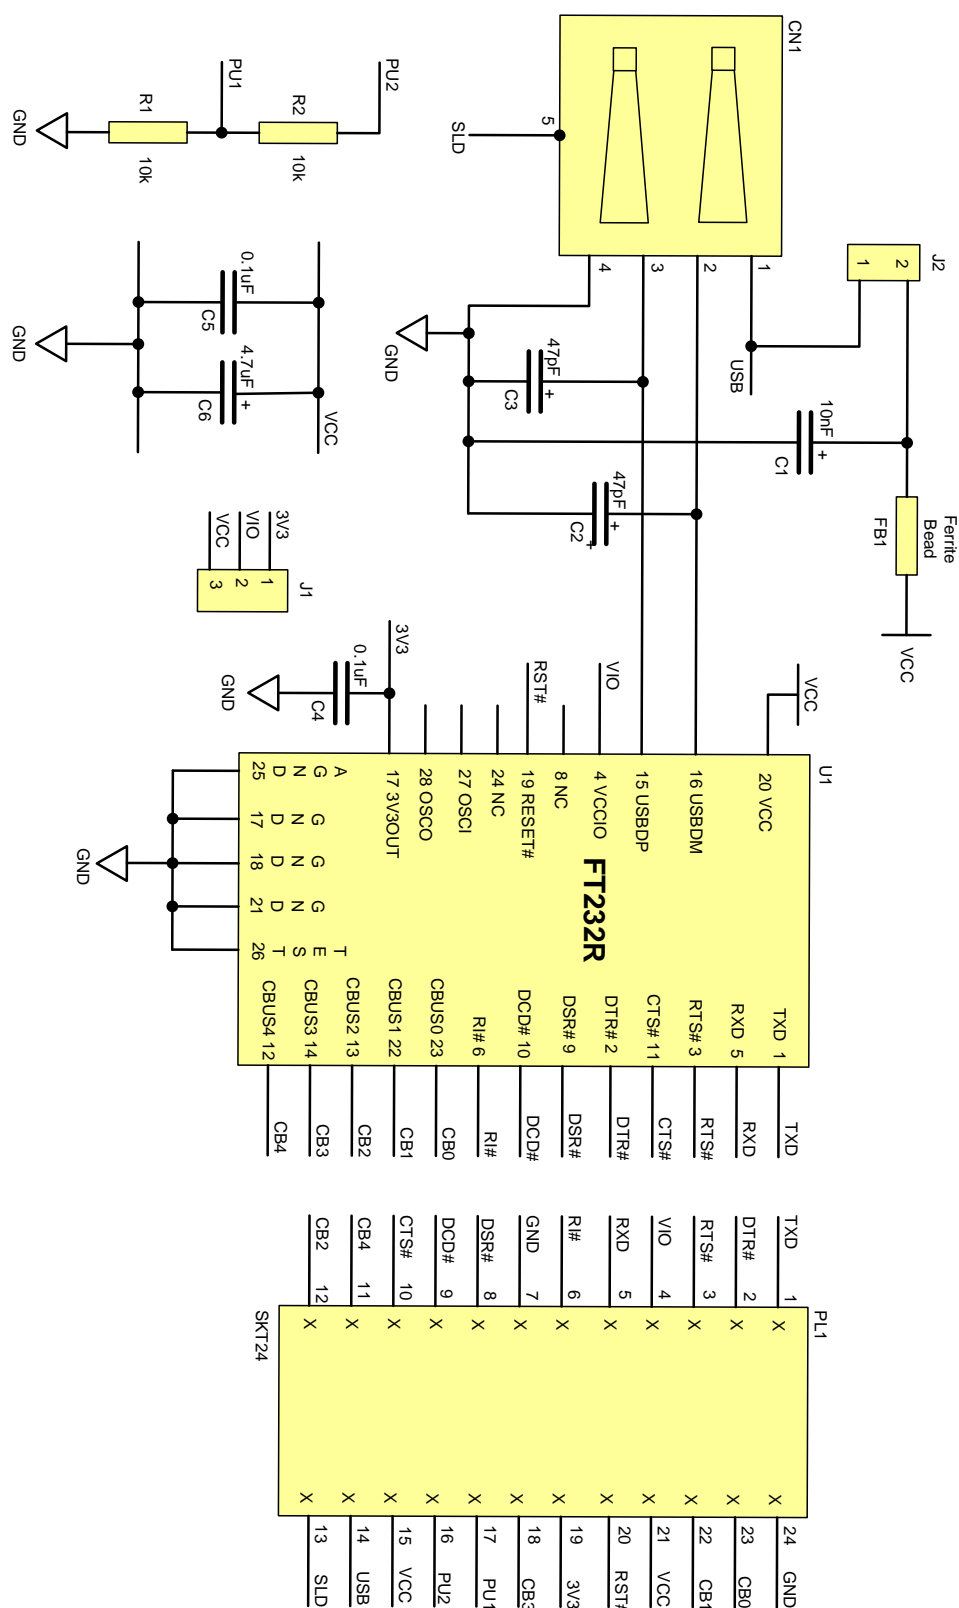 CN1
5
SLD
4
3
2
1
USB
J2
1
2
10nF
+
C1
Ferrite
Bead
FB1
VCC
47pF
+
C3
47pF
+
C2
+
GND
PU1
PU2
R1
10k
R2
10k
GND
0.1uF
C5
4.7uF
+
C6
VCC
GND
3V3
VIO
VCC
1
2
3
J1
3V3
0.1uF
C4
GND
RST#
VIO
VCC
U1
FT232R
20 VCC
16 USBDM
15 USBDP
4 VCCIO
8 NC
19 RESET#
24 NC
27 OSCI
28 OSCO
17 3V3OUT
25 D N G A
17 D N G
18 D N G
21 D N G
26 T S E T
GND
TXD 1
RXD 5
RTS# 3
CTS# 11
DTR# 2
DSR# 9
DCD# 10
RI# 6
CBUS0 23
CBUS1 22
CBUS2 13
CBUS3 14
CBUS4 12
TXD
RXD
RTS#
CTS#
DTR#
DSR#
DCD#
RI#
CB0
CB1
CB2
CB3
CB4
PL1
SKT24
TXD 1 X
DTR# 2 X
RTS# 3 X
VIO 4 X
RXD 5 X
RI# 6 X
GND 7 X
DSR# 8 X
DCD# 9 X
CTS# 10 X
CB4 11 X
CB2 12 X
X 24 GND
X 23 CB0
X 22 CB1
X 21 VCC
X 20 RST#
X 19 3V3
X 18 CB3
X 17 PU1
X 16 PU2
X 15 VCC
X 14 USB
X 13 SLD